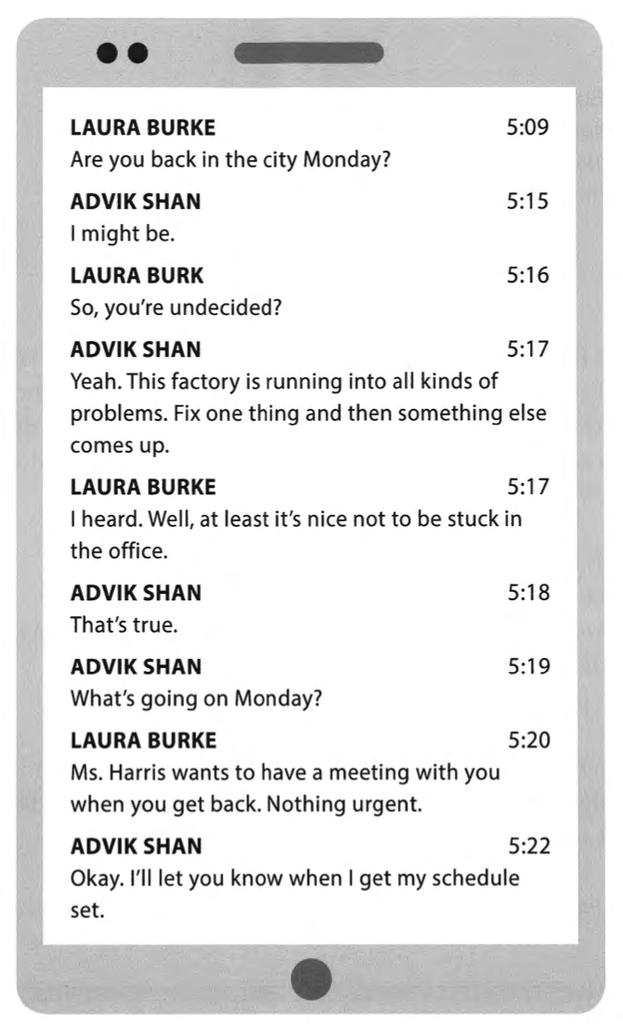 LAURA BURKE 5:09
Are you back in the city Monday?
ADVIK SHAN 5:15
I might be.
LAURA BURK 5:16
So, you're undecided?
ADVIK SHAN 5:17
Yeah. This factory is running into all kinds of
problems. Fix one thing and then something else
comes up.
LAURA BURKE 5:17
I heard. Well, at least it's nice not to be stuck in
the office.
ADVIK SHAN 5:18
That's true.
ADVIK SHAN 5:19
What's going on Monday?
LAURA BURKE 5:20
Ms. Harris wants to have a meeting with you
when you get back. Nothing urgent.
ADVIK SHAN 5:22
Okay. I'll let you know when I get my schedule
set.